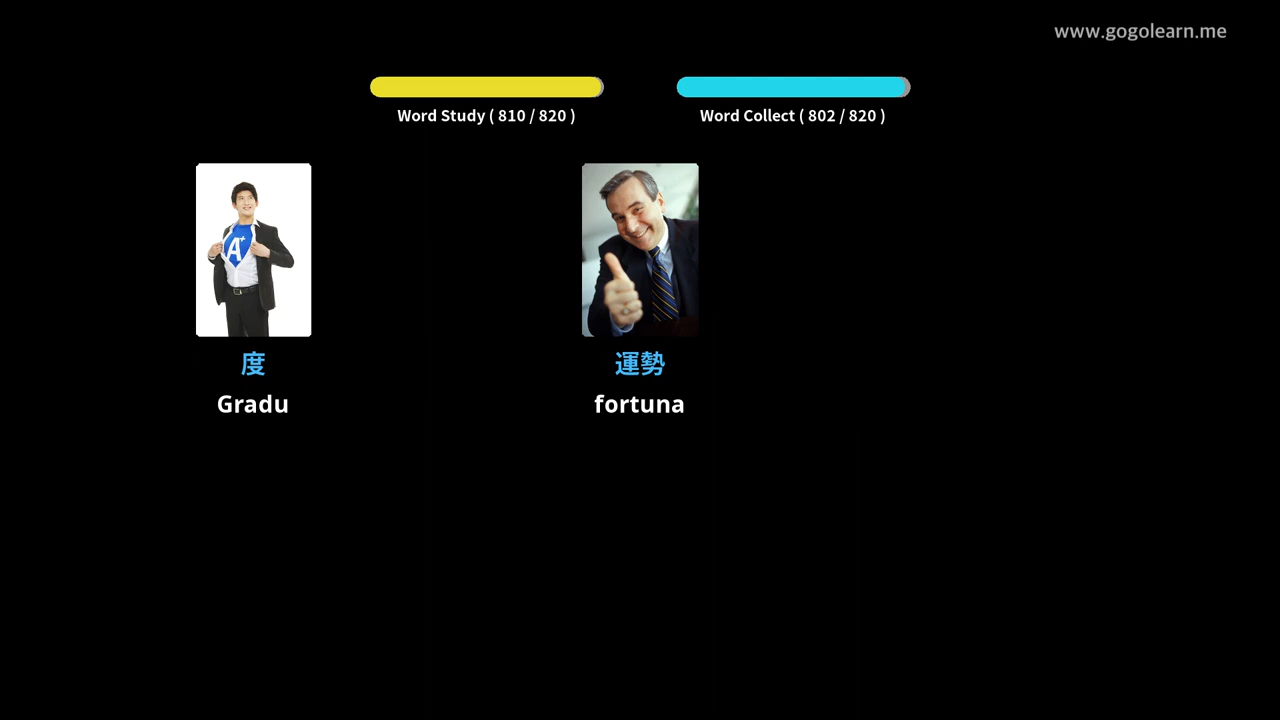 www.gogolearn.me
Word Study ( 810 / 820 )
Word Collect ( 802 / 820 )
A+
度
運勢
Gradu
fortuna